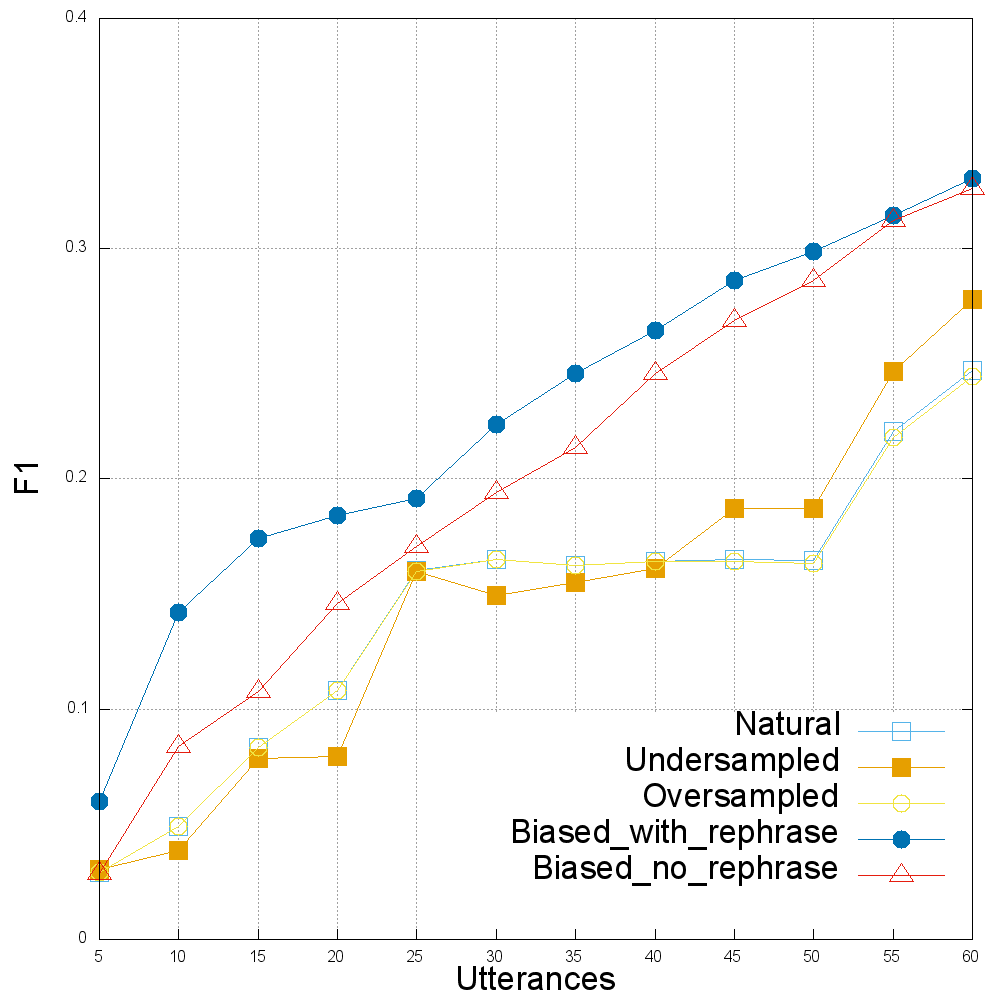 0.4
0.3
0.2
0.1
0
F1
5 10 15 20 25 30 35 40 45 50 55 60
Utterances
Natural
Undersampled
Oversampled
Biased_with_rephrase
Biased_no_rephrase